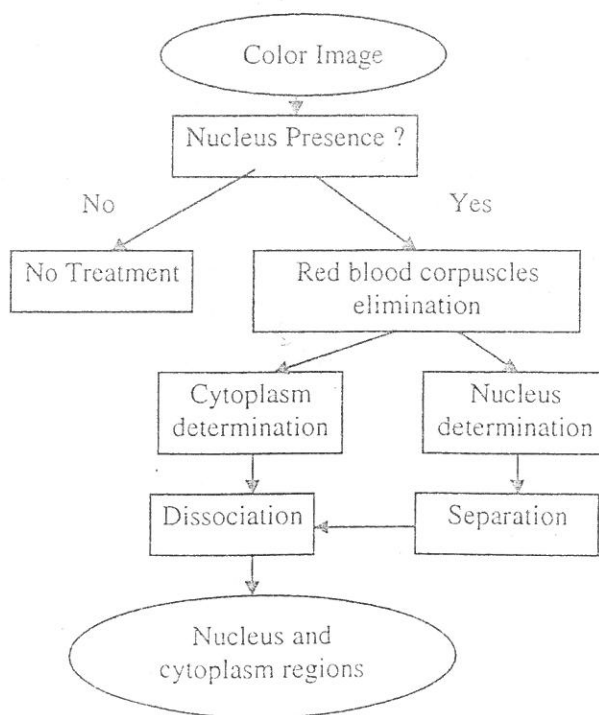 Color Image
Nucleus Presence ?
No
Yes
No Treatment
Red blood corpuscles
elimination
Cytoplasm
determination
Nucleus
determination
Dissociation
Separation
Nucleus and
cytoplasm regions